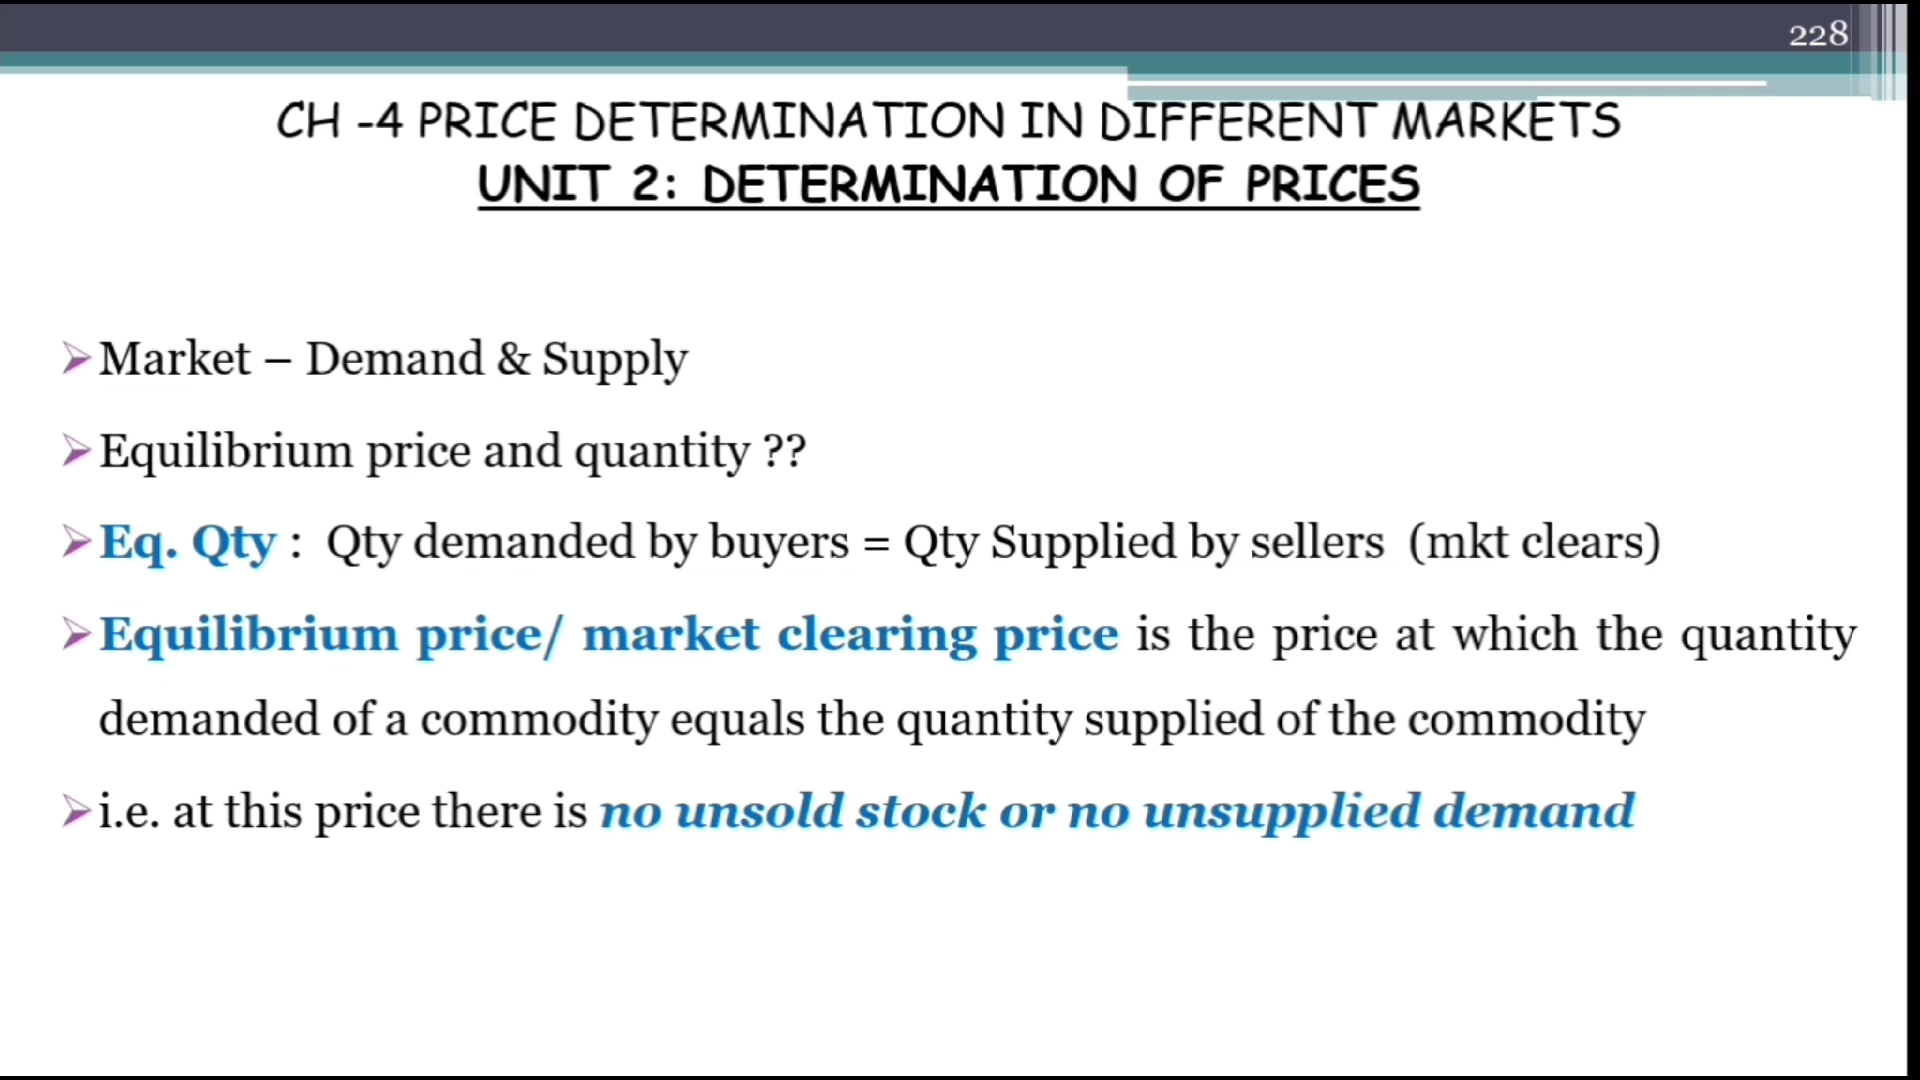 228
CH -4 PRICE DETERMINATION IN DIFFERENT MARKETS
UNIT 2: DETERMINATION OF PRICES
Market – Demand & Supply
Equilibrium price and quantity ??
Eq. Qty : Qty demanded by buyers = Qty Supplied by sellers (mkt clears)
Equilibrium price/ market clearing price is the price at which the quantity
demanded of a commodity equals the quantity supplied of the commodity
i.e. at this price there is no unsold stock or no unsupplied demand